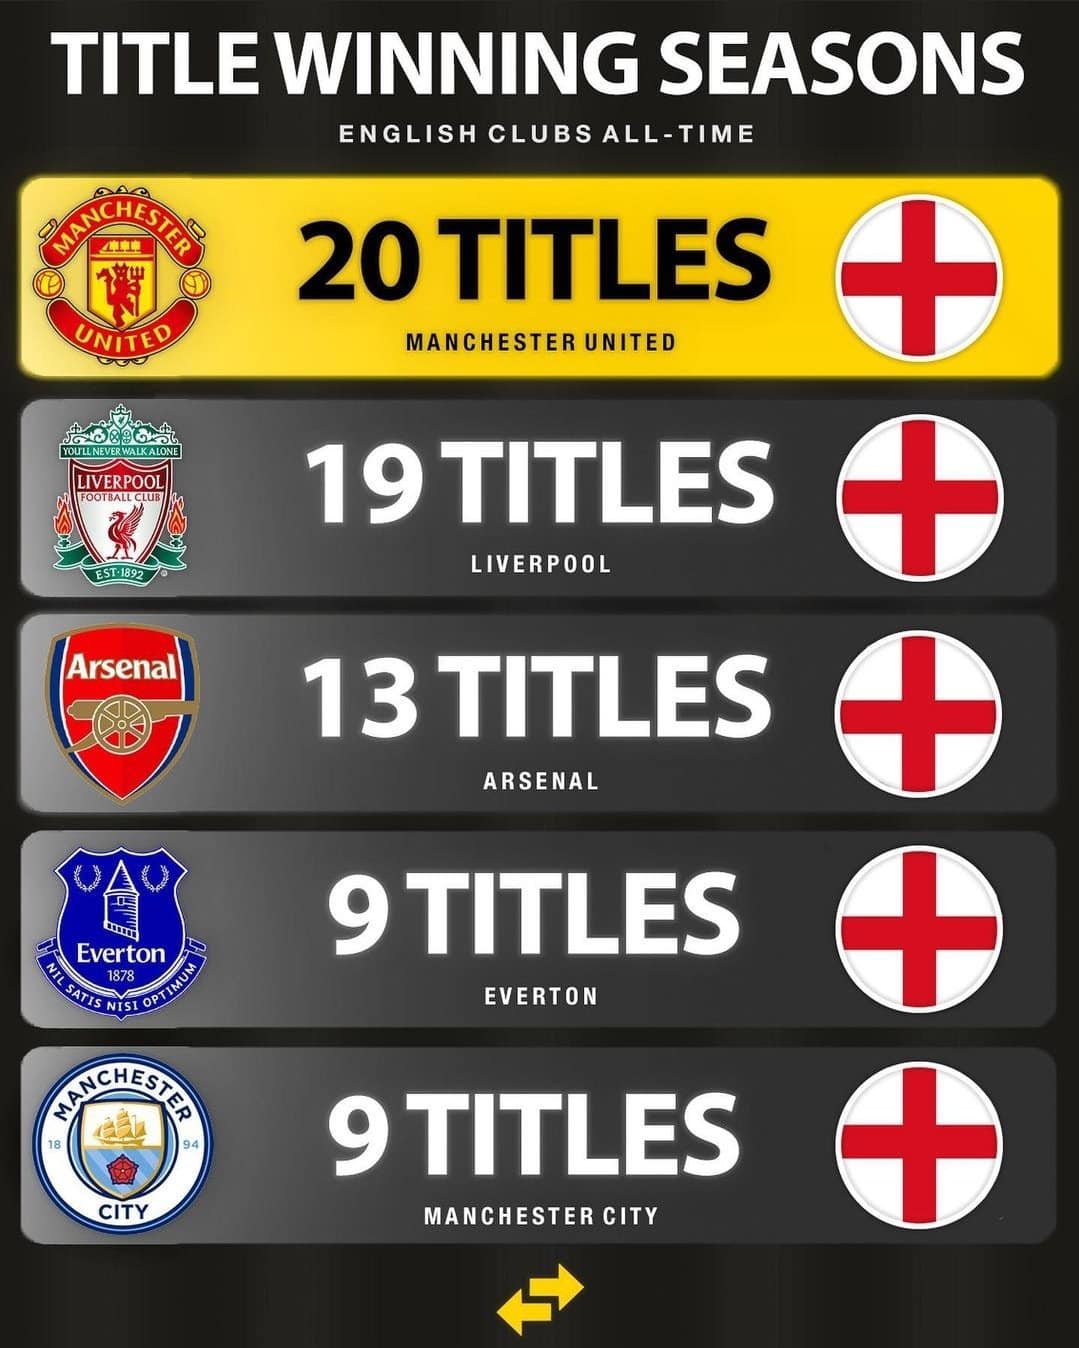 TITLE WINNING SEASONS
ENGLISH CLUBS ALL-TIME
MANCHESTER
UNITED
20 TITLES
MANCHESTER UNITED
YOU'LL NEVER WALK ALONE
LIVERPOOL
FOOTBALL CLUB
EST·1892
®
19 TITLES
LIVERPOOL
Arsenal
13 TITLES
ARSENAL
Everton
1878
NIL SATIS NISI OPTIMUM
9 TITLES
EVERTON
MANCHESTER
18 94
CITY
9 TITLES
MANCHESTER CITY